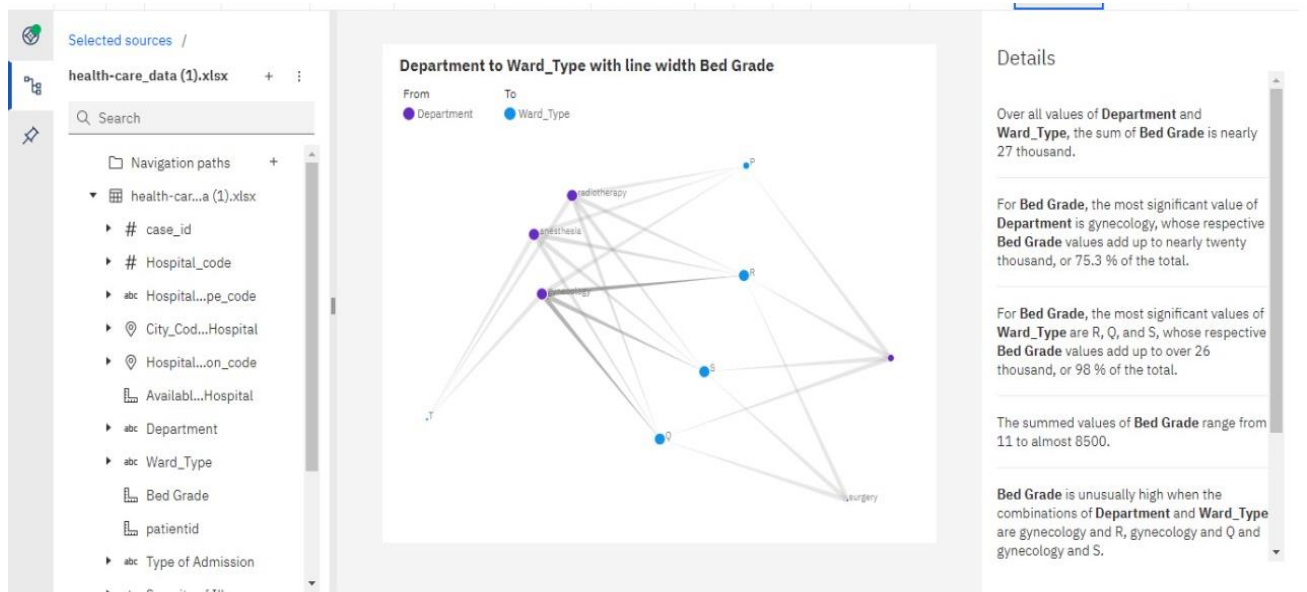 Selected sources /
health-care_data (1).xlsx + ⋮
Search
Navigation paths +
health-car...a (1).xlsx
# case_id
# Hospital_code
abc Hospital...pe_code
City_Cod...Hospital
Hospital...on_code
Availabl...Hospital
abc Department
abc Ward_Type
Bed Grade
patientid
abc Type of Admission
Department to Ward_Type with line width Bed Grade
From To
Department Ward_Type
P
radiotherapy
anesthesia
R
gynecology
S
T
Q
surgery
Details
Over all values of Department and
Ward_Type, the sum of Bed Grade is nearly
27 thousand.
For Bed Grade, the most significant value of
Department is gynecology, whose respective
Bed Grade values add up to nearly twenty
thousand, or 75.3 % of the total.
For Bed Grade, the most significant values of
Ward_Type are R, Q, and S, whose respective
Bed Grade values add up to over 26
thousand, or 98 % of the total.
The summed values of Bed Grade range from
11 to almost 8500.
Bed Grade is unusually high when the
combinations of Department and Ward_Type
are gynecology and R, gynecology and Q and
gynecology and S.